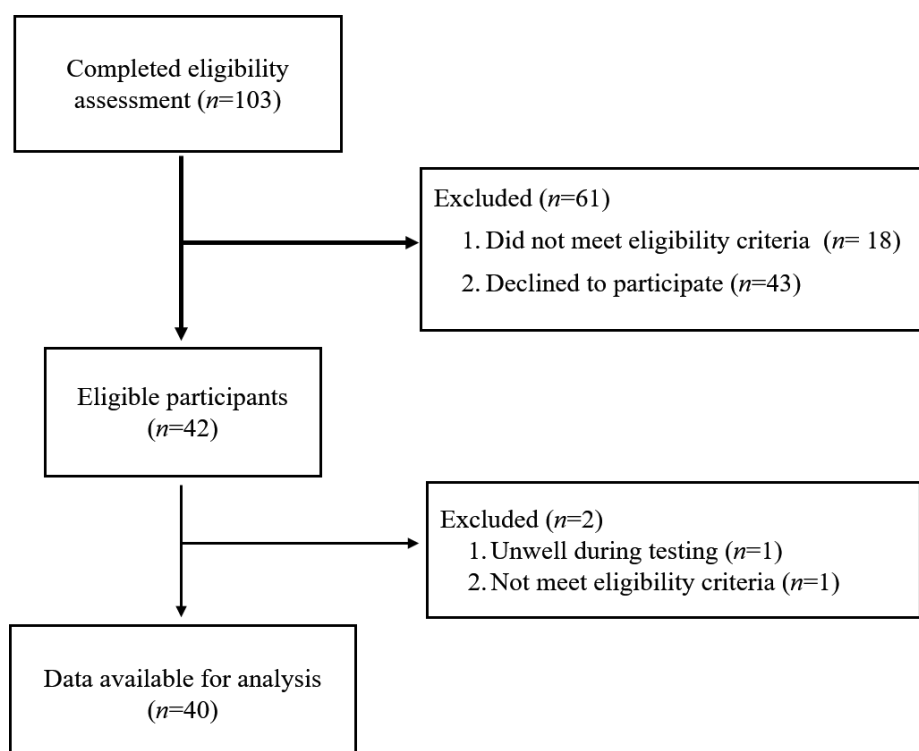 Completed eligibility
assessment (n=103)
Excluded (n=61)
1. Did not meet eligibility criteria (n= 18)
2. Declined to participate (n=43)
Eligible participants
(n=42)
Excluded (n=2)
1. Unwell during testing (n=1)
2. Not meet eligibility criteria (n=1)
Data available for analysis
(n=40)